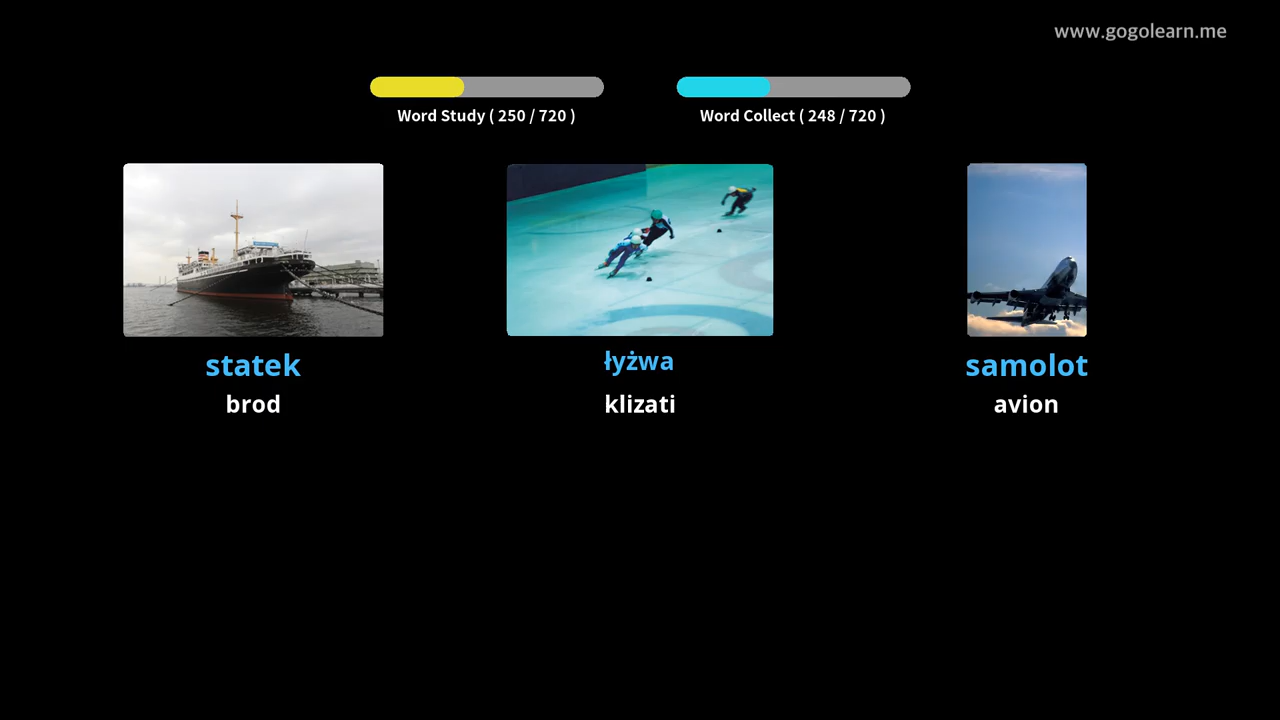 www.gogolearn.me
Word Study ( 250 / 720 )
Word Collect ( 248 / 720 )
statek
łyżwa
samolot
brod
klizati
avion